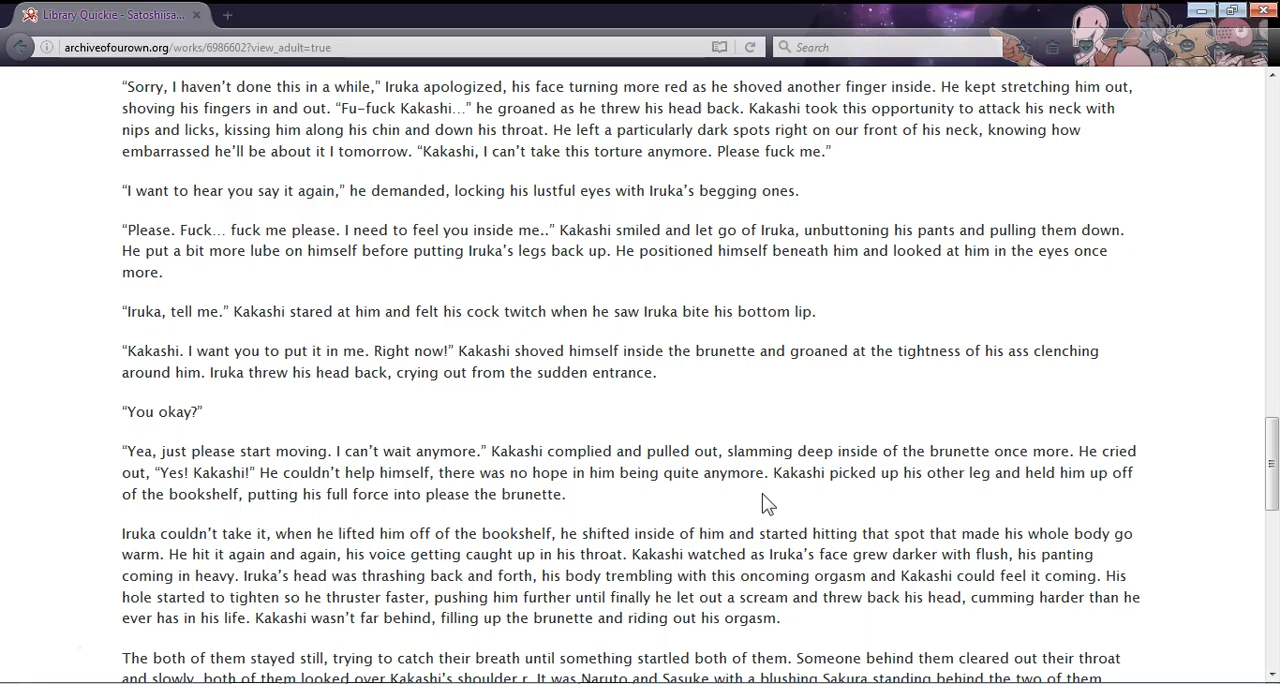 Library Quickie - Satoshiisa...
archiveofourown.org/works/6986602?view_adult=true
Search
“Sorry, I haven’t done this in a while,” Iruka apologized, his face turning more red as he shoved another finger inside. He kept stretching him out,
shoving his fingers in and out. “Fu-fuck Kakashi…” he groaned as he threw his head back. Kakashi took this opportunity to attack his neck with
nips and licks, kissing him along his chin and down his throat. He left a particularly dark spots right on our front of his neck, knowing how
embarrassed he’ll be about it I tomorrow. “Kakashi, I can’t take this torture anymore. Please fuck me.”
“I want to hear you say it again,” he demanded, locking his lustful eyes with Iruka’s begging ones.
“Please. Fuck… fuck me please. I need to feel you inside me..” Kakashi smiled and let go of Iruka, unbuttoning his pants and pulling them down.
He put a bit more lube on himself before putting Iruka’s legs back up. He positioned himself beneath him and looked at him in the eyes once
more.
“Iruka, tell me.” Kakashi stared at him and felt his cock twitch when he saw Iruka bite his bottom lip.
“Kakashi. I want you to put it in me. Right now!” Kakashi shoved himself inside the brunette and groaned at the tightness of his ass clenching
around him. Iruka threw his head back, crying out from the sudden entrance.
“You okay?”
“Yea, just please start moving. I can’t wait anymore.” Kakashi complied and pulled out, slamming deep inside of the brunette once more. He cried
out, “Yes! Kakashi!” He couldn’t help himself, there was no hope in him being quite anymore. Kakashi picked up his other leg and held him up off
of the bookshelf, putting his full force into please the brunette.
Iruka couldn’t take it, when he lifted him off of the bookshelf, he shifted inside of him and started hitting that spot that made his whole body go
warm. He hit it again and again, his voice getting caught up in his throat. Kakashi watched as Iruka’s face grew darker with flush, his panting
coming in heavy. Iruka’s head was thrashing back and forth, his body trembling with this oncoming orgasm and Kakashi could feel it coming. His
hole started to tighten so he thruster faster, pushing him further until finally he let out a scream and threw back his head, cumming harder than he
ever has in his life. Kakashi wasn’t far behind, filling up the brunette and riding out his orgasm.
The both of them stayed still, trying to catch their breath until something startled both of them. Someone behind them cleared out their throat
and slowly, both of them looked over Kakashi’s shoulder r. It was Naruto and Sasuke with a blushing Sakura standing behind the two of them.